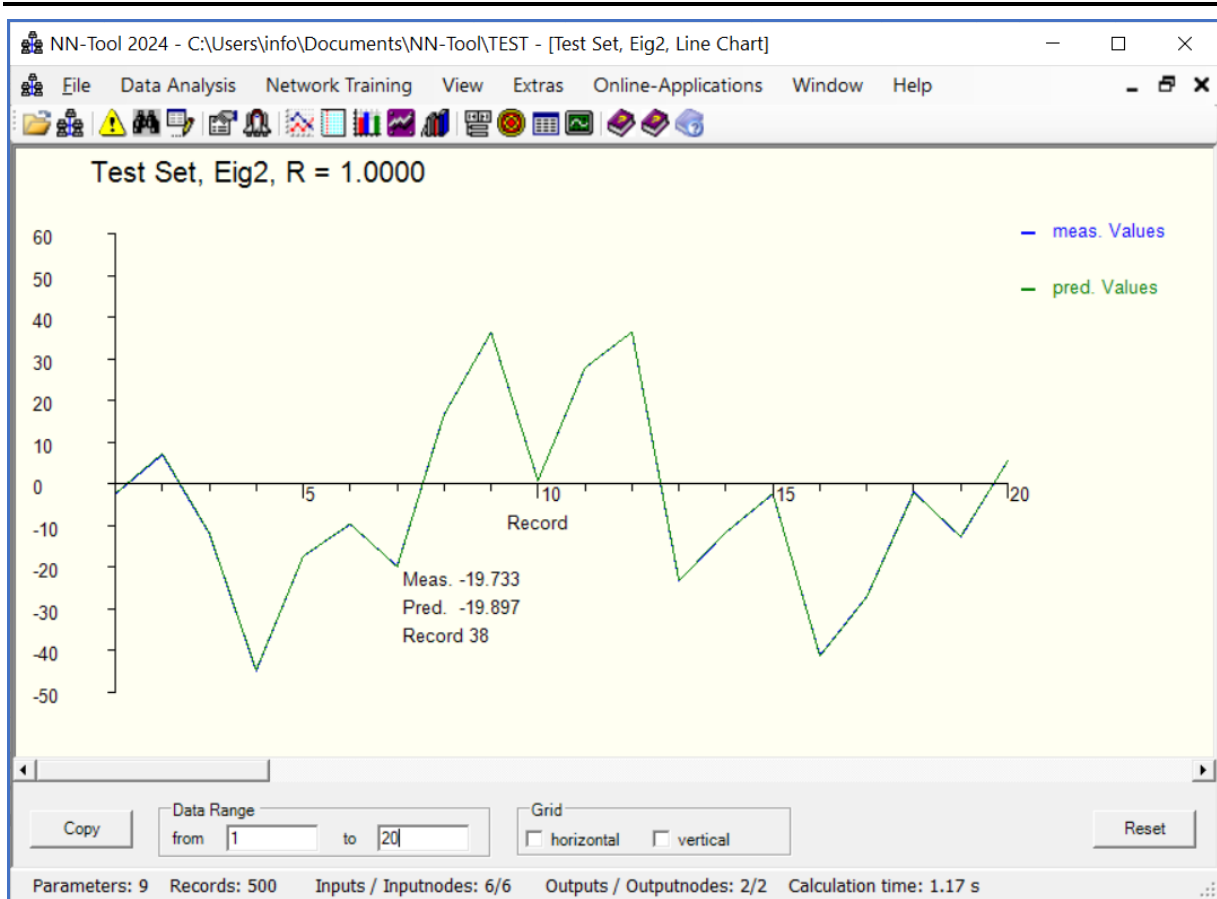 NN-Tool 2024 - C:\Users\info\Documents\NN-Tool\TEST - [Test Set, Eig2, Line Chart]
File Data Analysis Network Training View Extras Online-Applications Window Help
Test Set, Eig2, R = 1.0000
meas. Values
pred. Values
60
50
40
30
20
10
0
-10
-20
-30
-40
-50
5
10
15
20
Record
Meas. -19.733
Pred. -19.897
Record 38
Copy
Data Range
from 1 to 20
Grid
horizontal vertical
Reset
Parameters: 9 Records: 500 Inputs / Inputnodes: 6/6 Outputs / Outputnodes: 2/2 Calculation time: 1.17 s